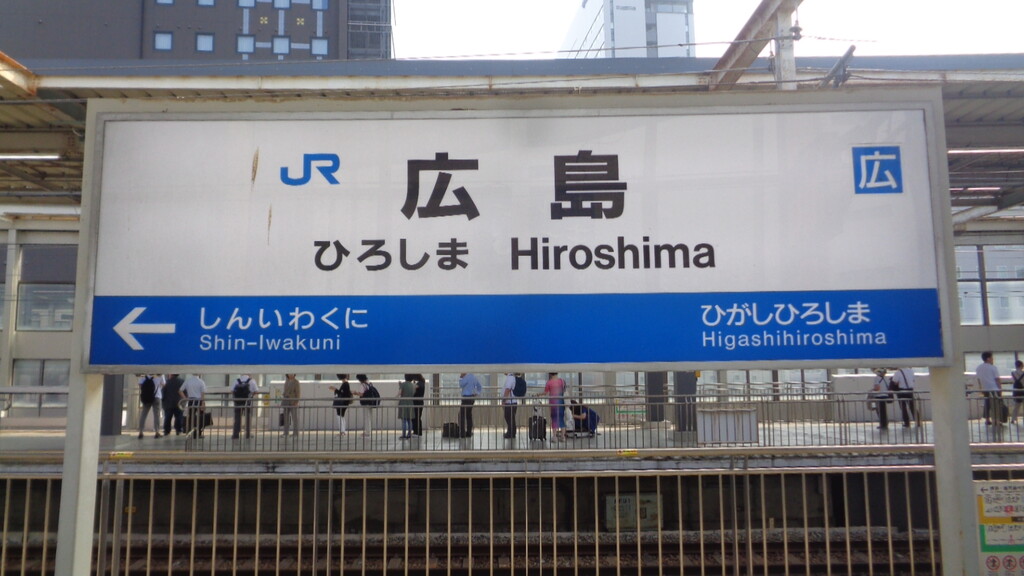 JR 広島 広
ひろしま Hiroshima
← しんいわくに
Shin-Iwakuni
ひがしひろしま
Higashihiroshima